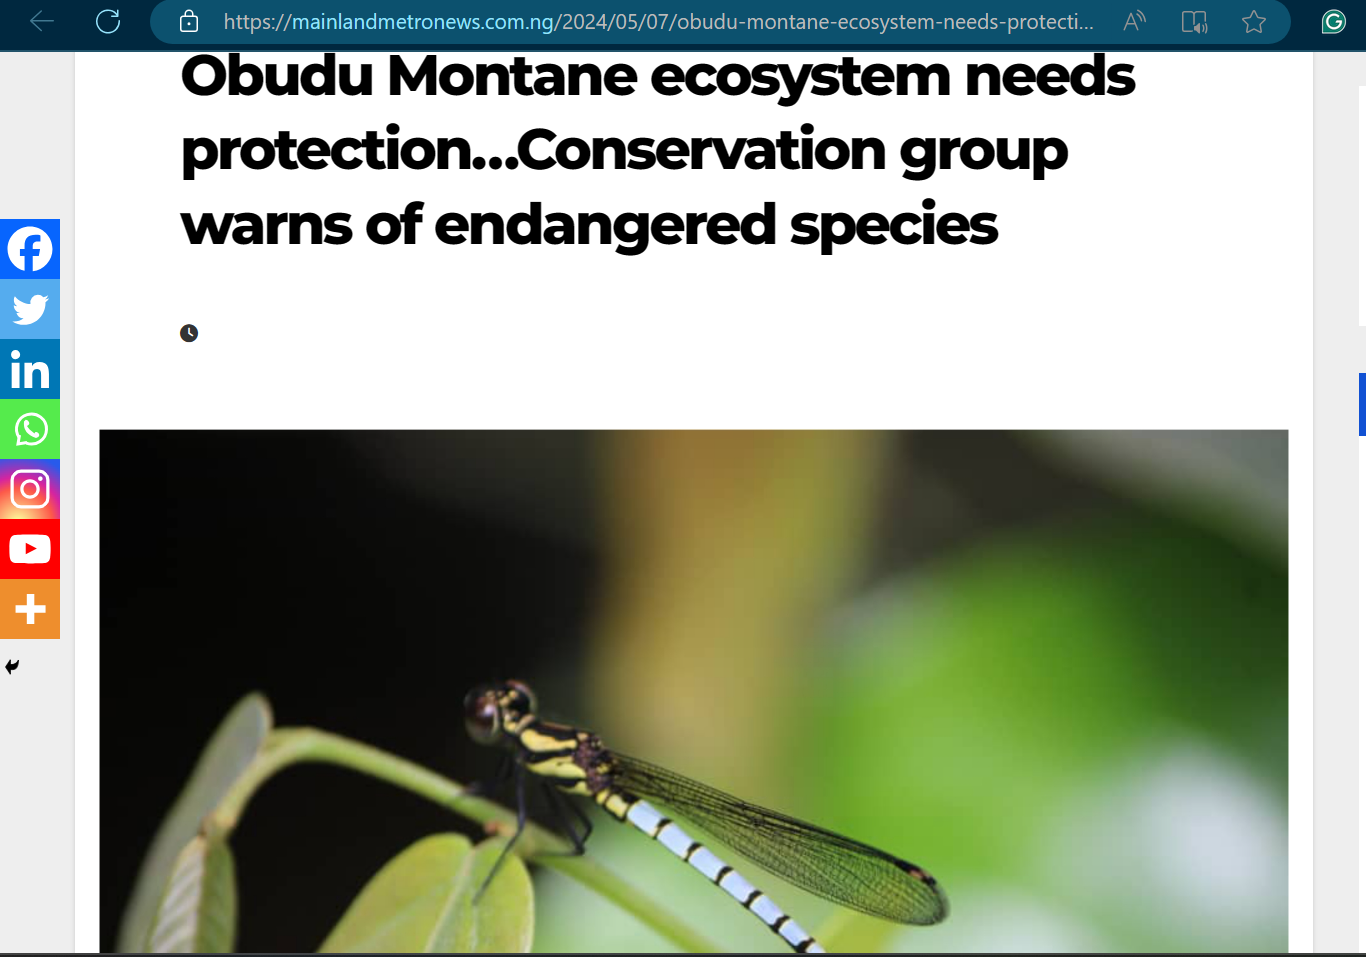 https://mainlandmetronews.com.ng/2024/05/07/obudu-montane-ecosystem-needs-protecti...
Obudu Montane ecosystem needs
protection...Conservation group
warns of endangered species
in